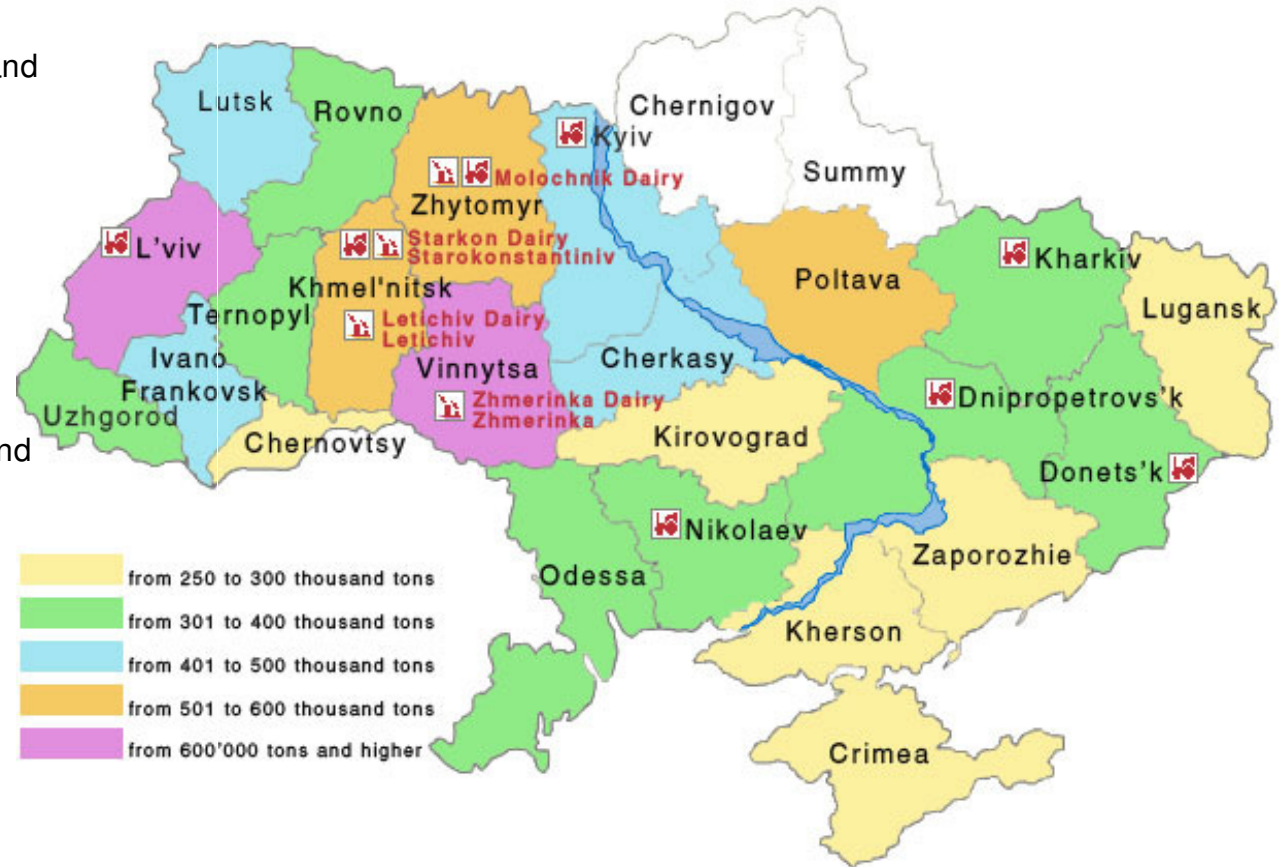 and
Chernigov
Lutsk
Rovno
Kyiv
Summy
Molochnik Dairy
Zhytomyr
L'viv
Starkon Dairy
Starokonstantiniv
Kharkiv
Poltava
Khmel'nitsk
Lugansk
Ternopyl
Letichiv Dairy
Letichiv
Ivano
Frankovsk
Cherkasy
Vinnytsa
Uzhgorod
Zhmerinka Dairy
Zhmerinka
Dnipropetrovs'k
Chernovtsy
Kirovograd
nd
Donets'k
Nikolaev
Zaporozhie
Odessa
Kherson
Crimea
from 250 to 300 thousand tons
from 301 to 400 thousand tons
from 401 to 500 thousand tons
from 501 to 600 thousand tons
from 600'000 tons and higher